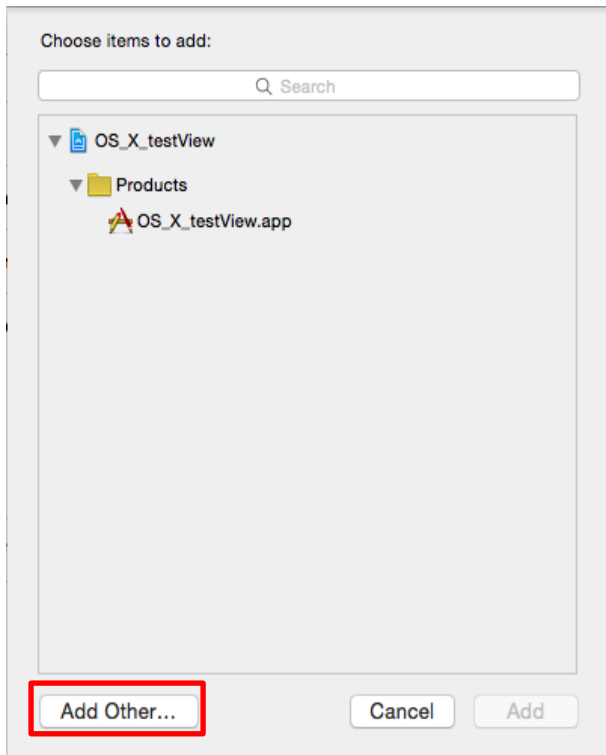 Choose items to add:
Search
OS_X_testView
Products
OS_X_testView.app
Add Other...
Cancel
Add